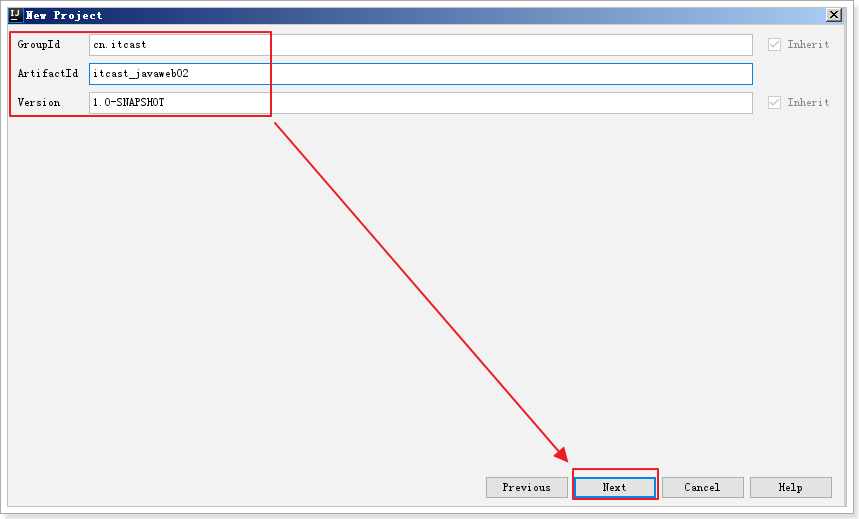 IJ New Project
GroupId cn.itcast Inherit
ArtifactId itcast_javaweb02
Version 1.0-SNAPSHOT Inherit
Previous Next Cancel Help